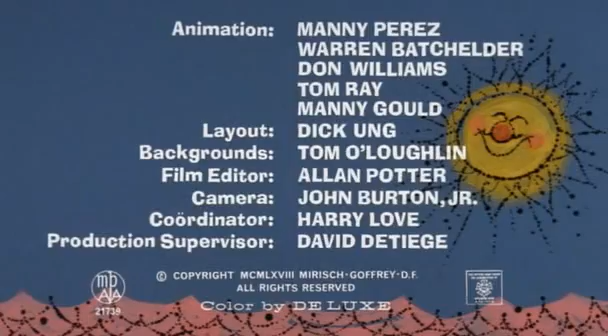 Animation: MANNY PEREZ
WARREN BATCHELDER
DON WILLIAMS
TOM RAY
MANNY GOULD
Layout: DICK UNG
Backgrounds: TOM O'LOUGHLIN
Film Editor: ALLAN POTTER
Camera: JOHN BURTON, JR.
Coördinator: HARRY LOVE
Production Supervisor: DAVID DETIEGE
© COPYRIGHT MCMLXVIII MIRISCH-GOFFREY-D.F.
ALL RIGHTS RESERVED
Color by DE LUXE
21739